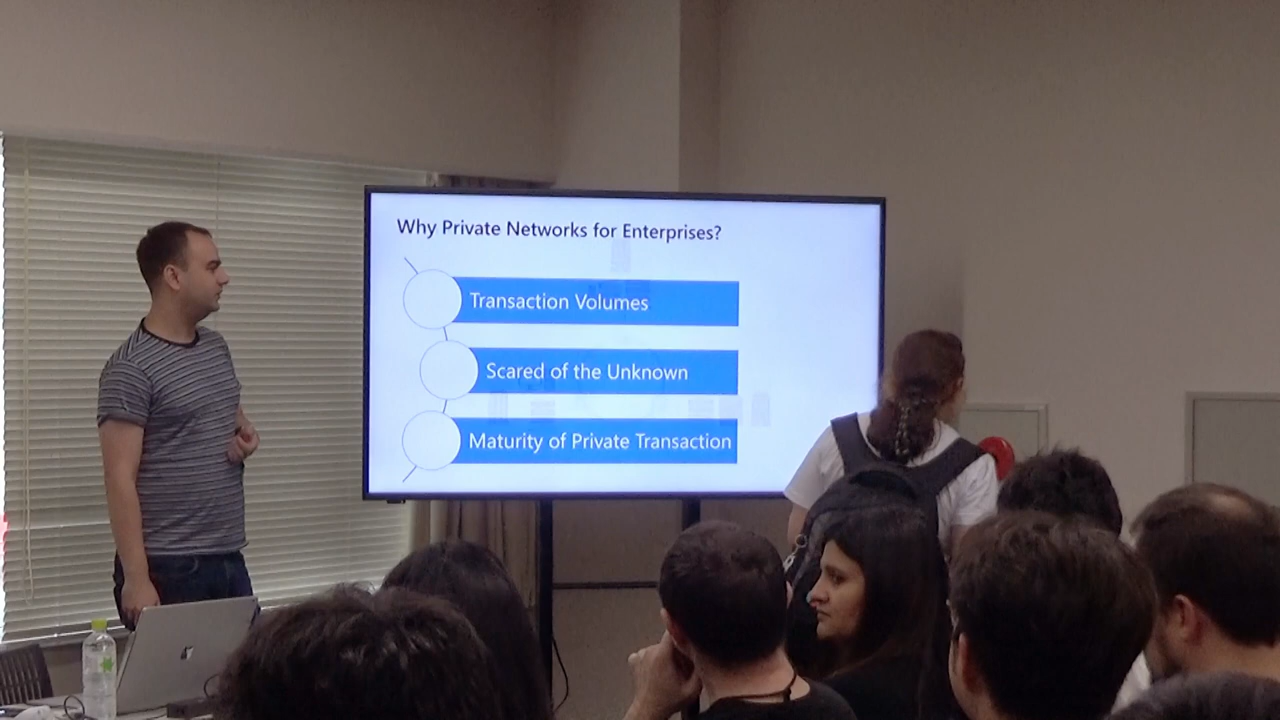 Why Private Networks for Enterprises?
Transaction Volumes
Scared of the Unknown
Maturity of Private Transaction